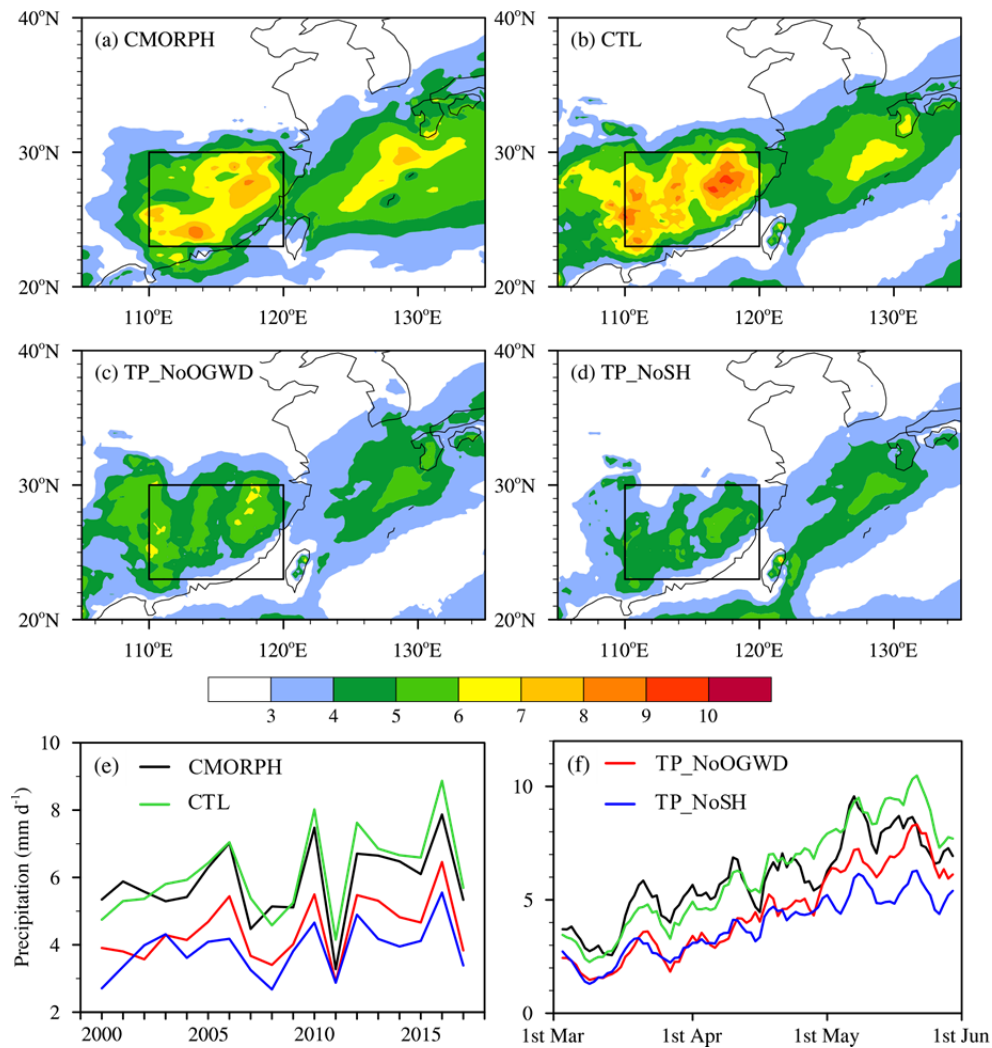 40°N
(a) CMORPH
30°N
20°N
110°E
120°E
130°E
40°N
(b) CTL
30°N
20°N
110°E
120°E
130°E
40°N
(c) TP_NoOGWD
30°N
20°N
110°E
120°E
130°E
40°N
(d) TP_NoSH
30°N
20°N
110°E
120°E
130°E
3 4 5 6 7 8 9 10
(e)
CMORPH
CTL
Precipitation (mm d⁻¹)
10
8
6
4
2
2000 2005 2010 2015
(f)
TP_NoOGWD
TP_NoSH
10
5
0
1st Mar 1st Apr 1st May 1st Jun